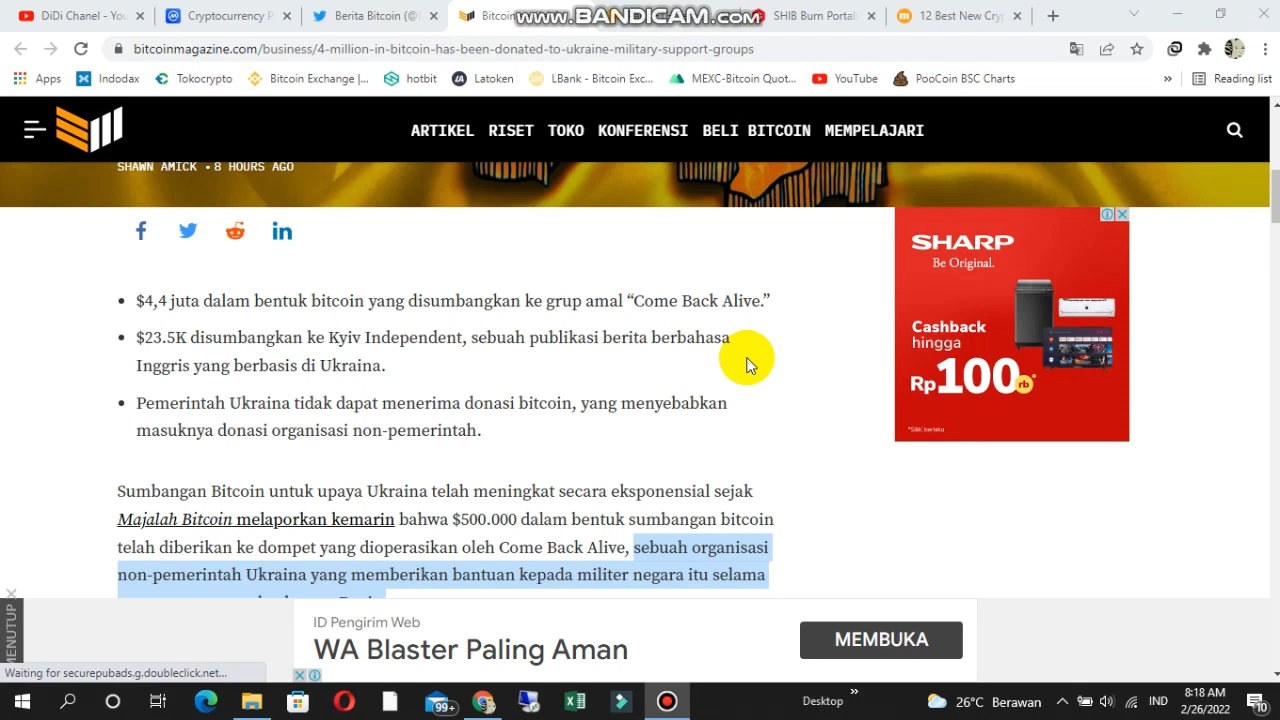 DiDi Chanel - You
Cryptocurrency P
Berita Bitcoin (@
Bitcoin
www.BANDICAM.com
SHIB Burn Portal
12 Best New Cry
bitcoinmagazine.com/business/4-million-in-bitcoin-has-been-donated-to-ukraine-military-support-groups
Apps
Indodax
Tokocrypto
Bitcoin Exchange |...
hotbit
Latoken
LBank - Bitcoin Exc...
MEXC-Bitcoin Quot...
YouTube
PooCoin BSC Charts
»
Reading list
ARTIKEL RISET TOKO KONFERENSI BELI BITCOIN MEMPELAJARI
SHAWN AMICK • 8 HOURS AGO
• $4,4 juta dalam bentuk bitcoin yang disumbangkan ke grup amal “Come Back Alive.”
• $23.5K disumbangkan ke Kyiv Independent, sebuah publikasi berita berbahasa
Inggris yang berbasis di Ukraina.
• Pemerintah Ukraina tidak dapat menerima donasi bitcoin, yang menyebabkan
masuknya donasi organisasi non-pemerintah.
Sumbangan Bitcoin untuk upaya Ukraina telah meningkat secara eksponensial sejak
Majalah Bitcoin melaporkan kemarin bahwa $500.000 dalam bentuk sumbangan bitcoin
telah diberikan ke dompet yang dioperasikan oleh Come Back Alive, sebuah organisasi
non-pemerintah Ukraina yang memberikan bantuan kepada militer negara itu selama
SHARP
Be Original.
Cashback
hingga
Rp100rb*
*S&K berlaku
MENUTUP
ID Pengirim Web
WA Blaster Paling Aman
MEMBUKA
Waiting for securepubads.g.doubleclick.net...
99+
Desktop
»
26°C Berawan
IND
8:18 AM
2/26/2022
10